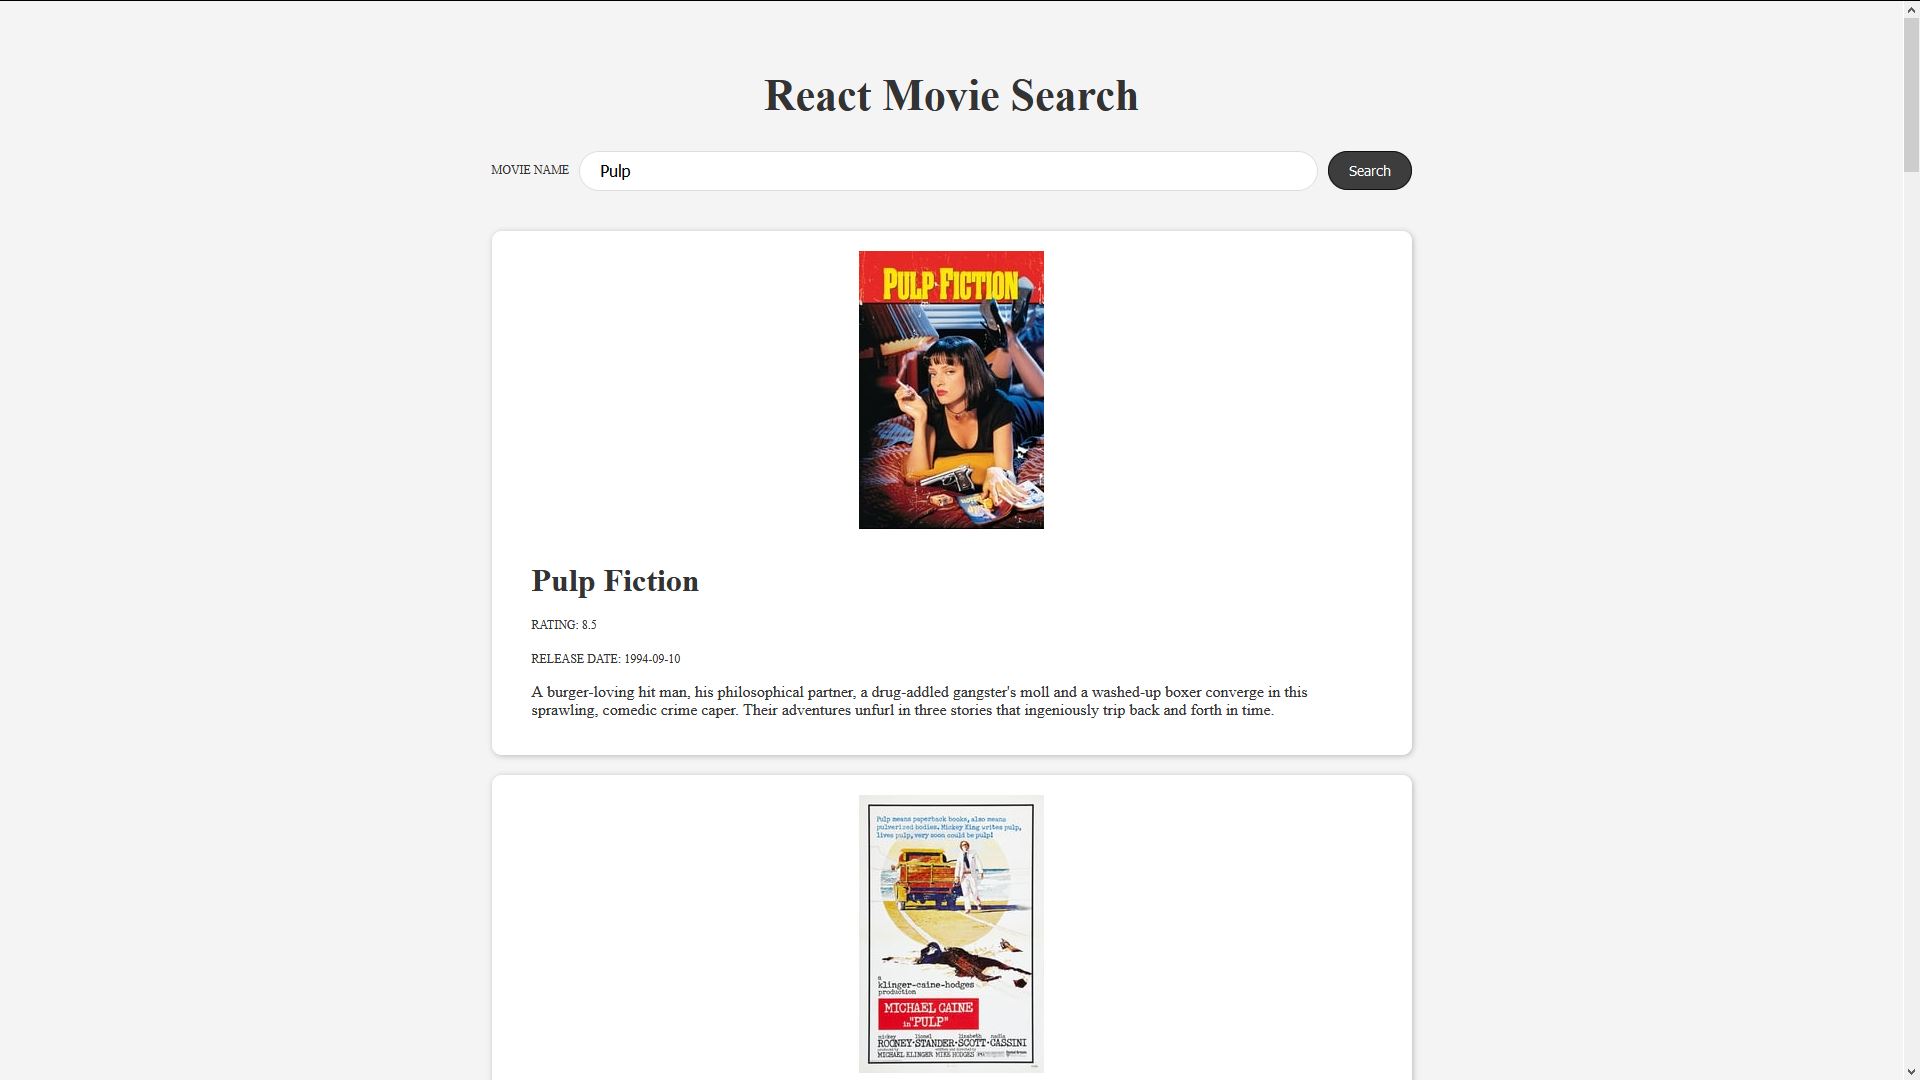 React Movie Search
MOVIE NAME
Pulp
Search
PULP FICTION
Pulp Fiction
RATING: 8.5
RELEASE DATE: 1994-09-10
A burger-loving hit man, his philosophical partner, a drug-addled gangster's moll and a washed-up boxer converge in this
sprawling, comedic crime caper. Their adventures unfurl in three stories that ingeniously trip back and forth in time.
Pulp means paperback books, also means
pulverized bodies. Mickey King writes pulp,
lives pulp, very soon could be pulp!
a
klinger-caine-hodges
production
MICHAEL CAINE
in "PULP"
mickey lionel lizabeth nadia
ROONEY·STANDER·SCOTT·CASSINI
MICHAEL KLINGER MIKE HODGES